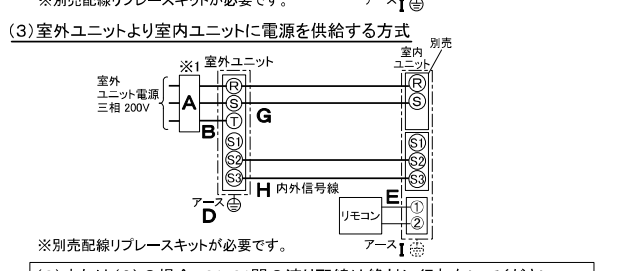 ※別売配線リプレースキットが必要です。
アース I
(3)室外ユニットより室内ユニットに電源を供給する方式
別売
※1 室外ユニット
室内
ユニット
室外
ユニット電源
三相 200V
A
B
R
S
T
S1
S2
S3
G
H 内外信号線
R
S
S1
S2
S3
E
リモコン
①
②
アース
D
アース I
※別売配線リプレースキットが必要です。